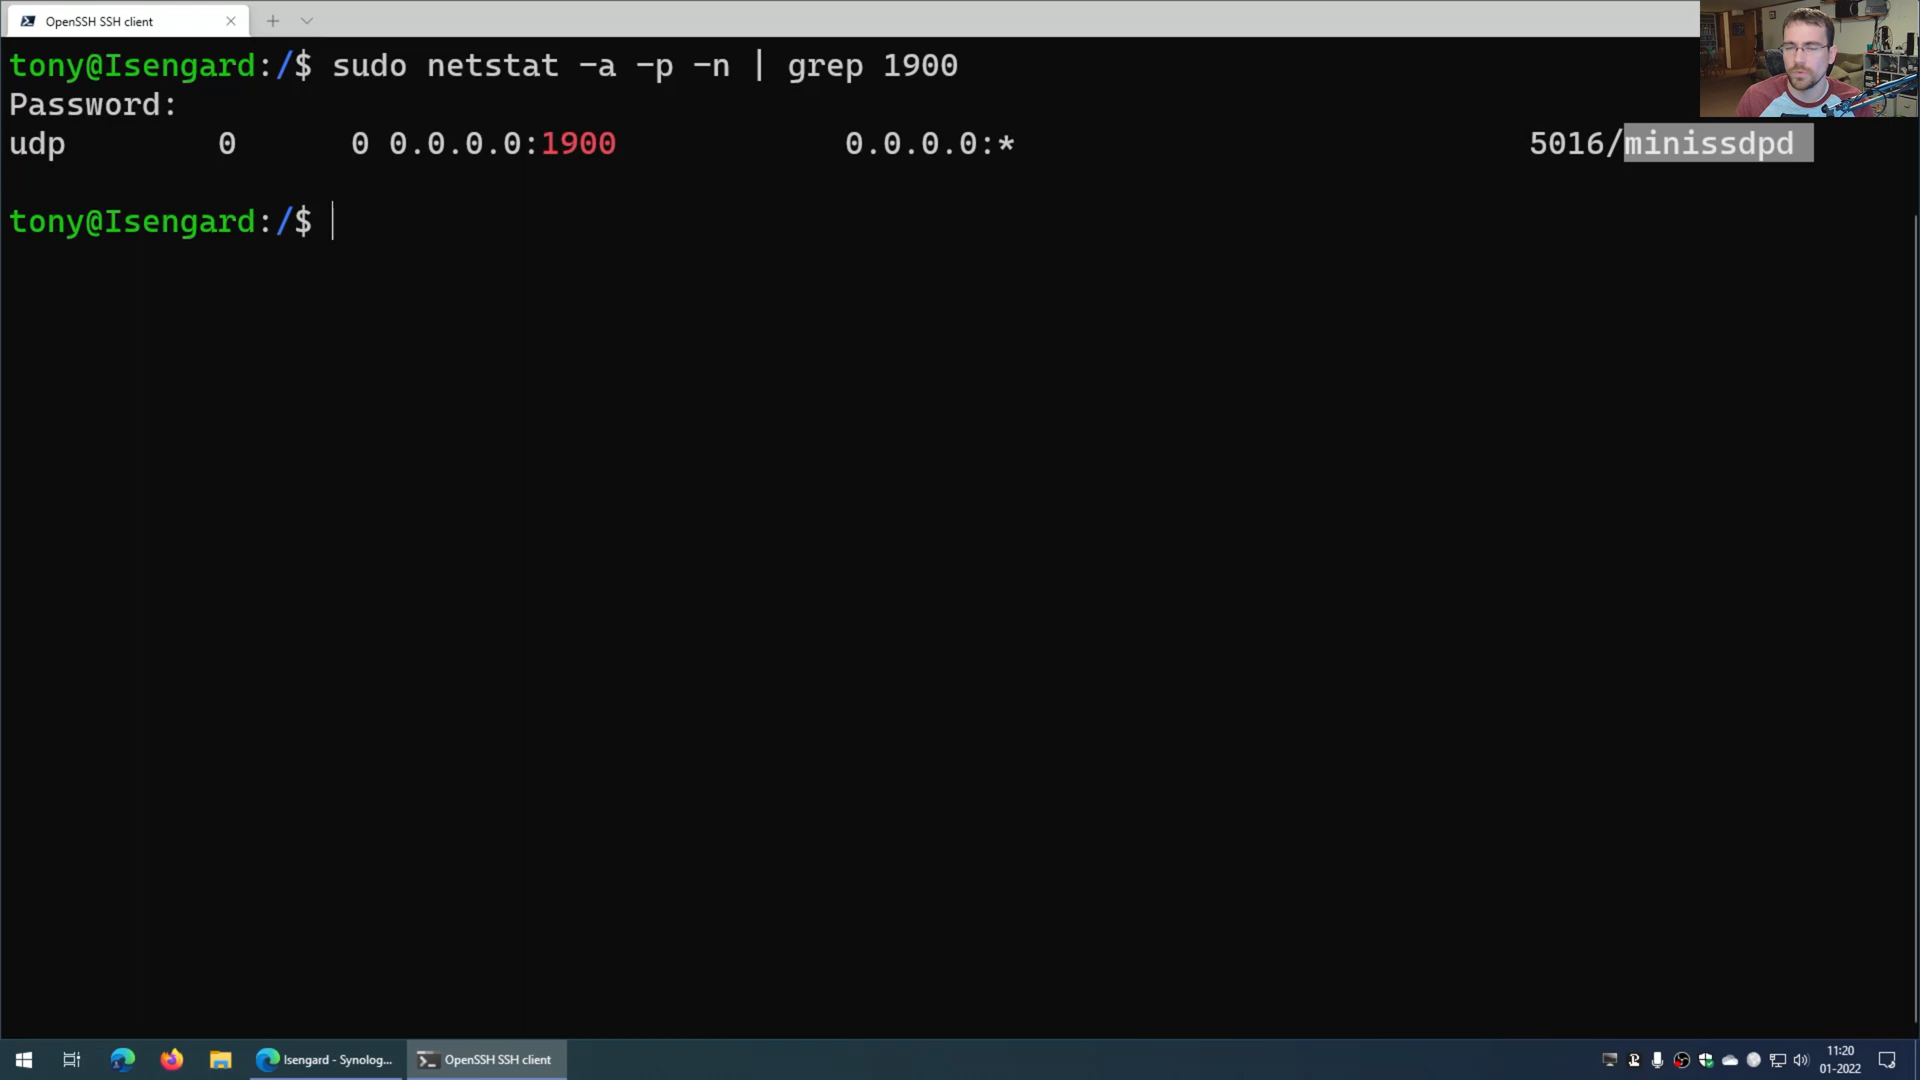 OpenSSH SSH client
tony@Isengard:/$ sudo netstat -a -p -n | grep 1900
Password:
udp 0 0 0.0.0.0:1900 0.0.0.0:* 5016/minissdpd
tony@Isengard:/$
Isengard - Synolog...
OpenSSH SSH client
11:20
01-2022